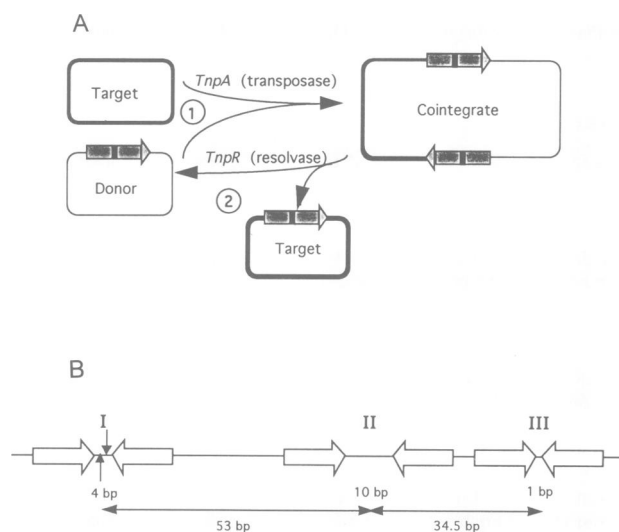 A
Target
TnpA (transposase)
1
Cointegrate
TnpR (resolvase)
Donor
2
Target
B
I
II
III
4 bp
10 bp
1 bp
53 bp
34.5 bp